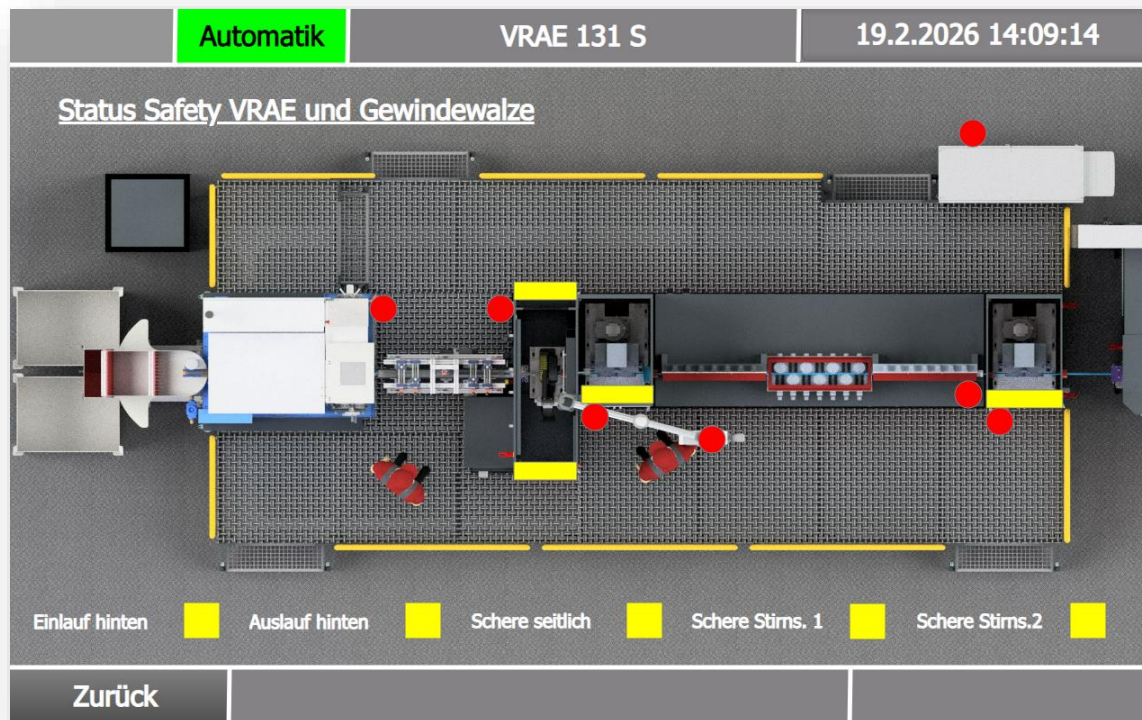 Automatik
VRAE 131 S
19.2.2026 14:09:14
Status Safety VRAE und Gewindewalze
Einlauf hinten
Auslauf hinten
Schere seitlich
Schere Stirns. 1
Schere Stirns.2
Zurück